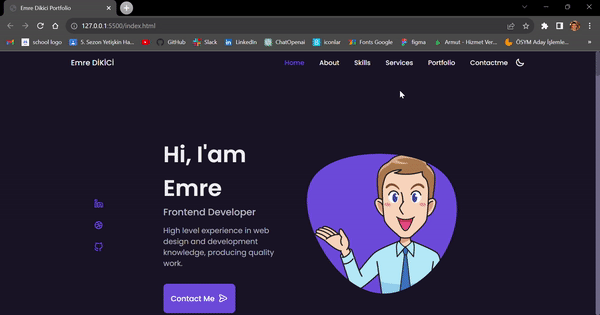 Emre Dikici Portfolio
127.0.0.1:5500/index.html
school logo
5. Sezon Yetişkin Ha...
GitHub
Slack
LinkedIn
ChatOpenai
iconlar
Fonts Google
figma
Armut - Hizmet Ver...
ÖSYM Aday İşlemle...
Emre DİKİCİ
Home
About
Skills
Services
Portfolio
Contactme
Hi, I'am
Emre
Frontend Developer
High level experience in web
design and development
knowledge, producing quality
work.
Contact Me